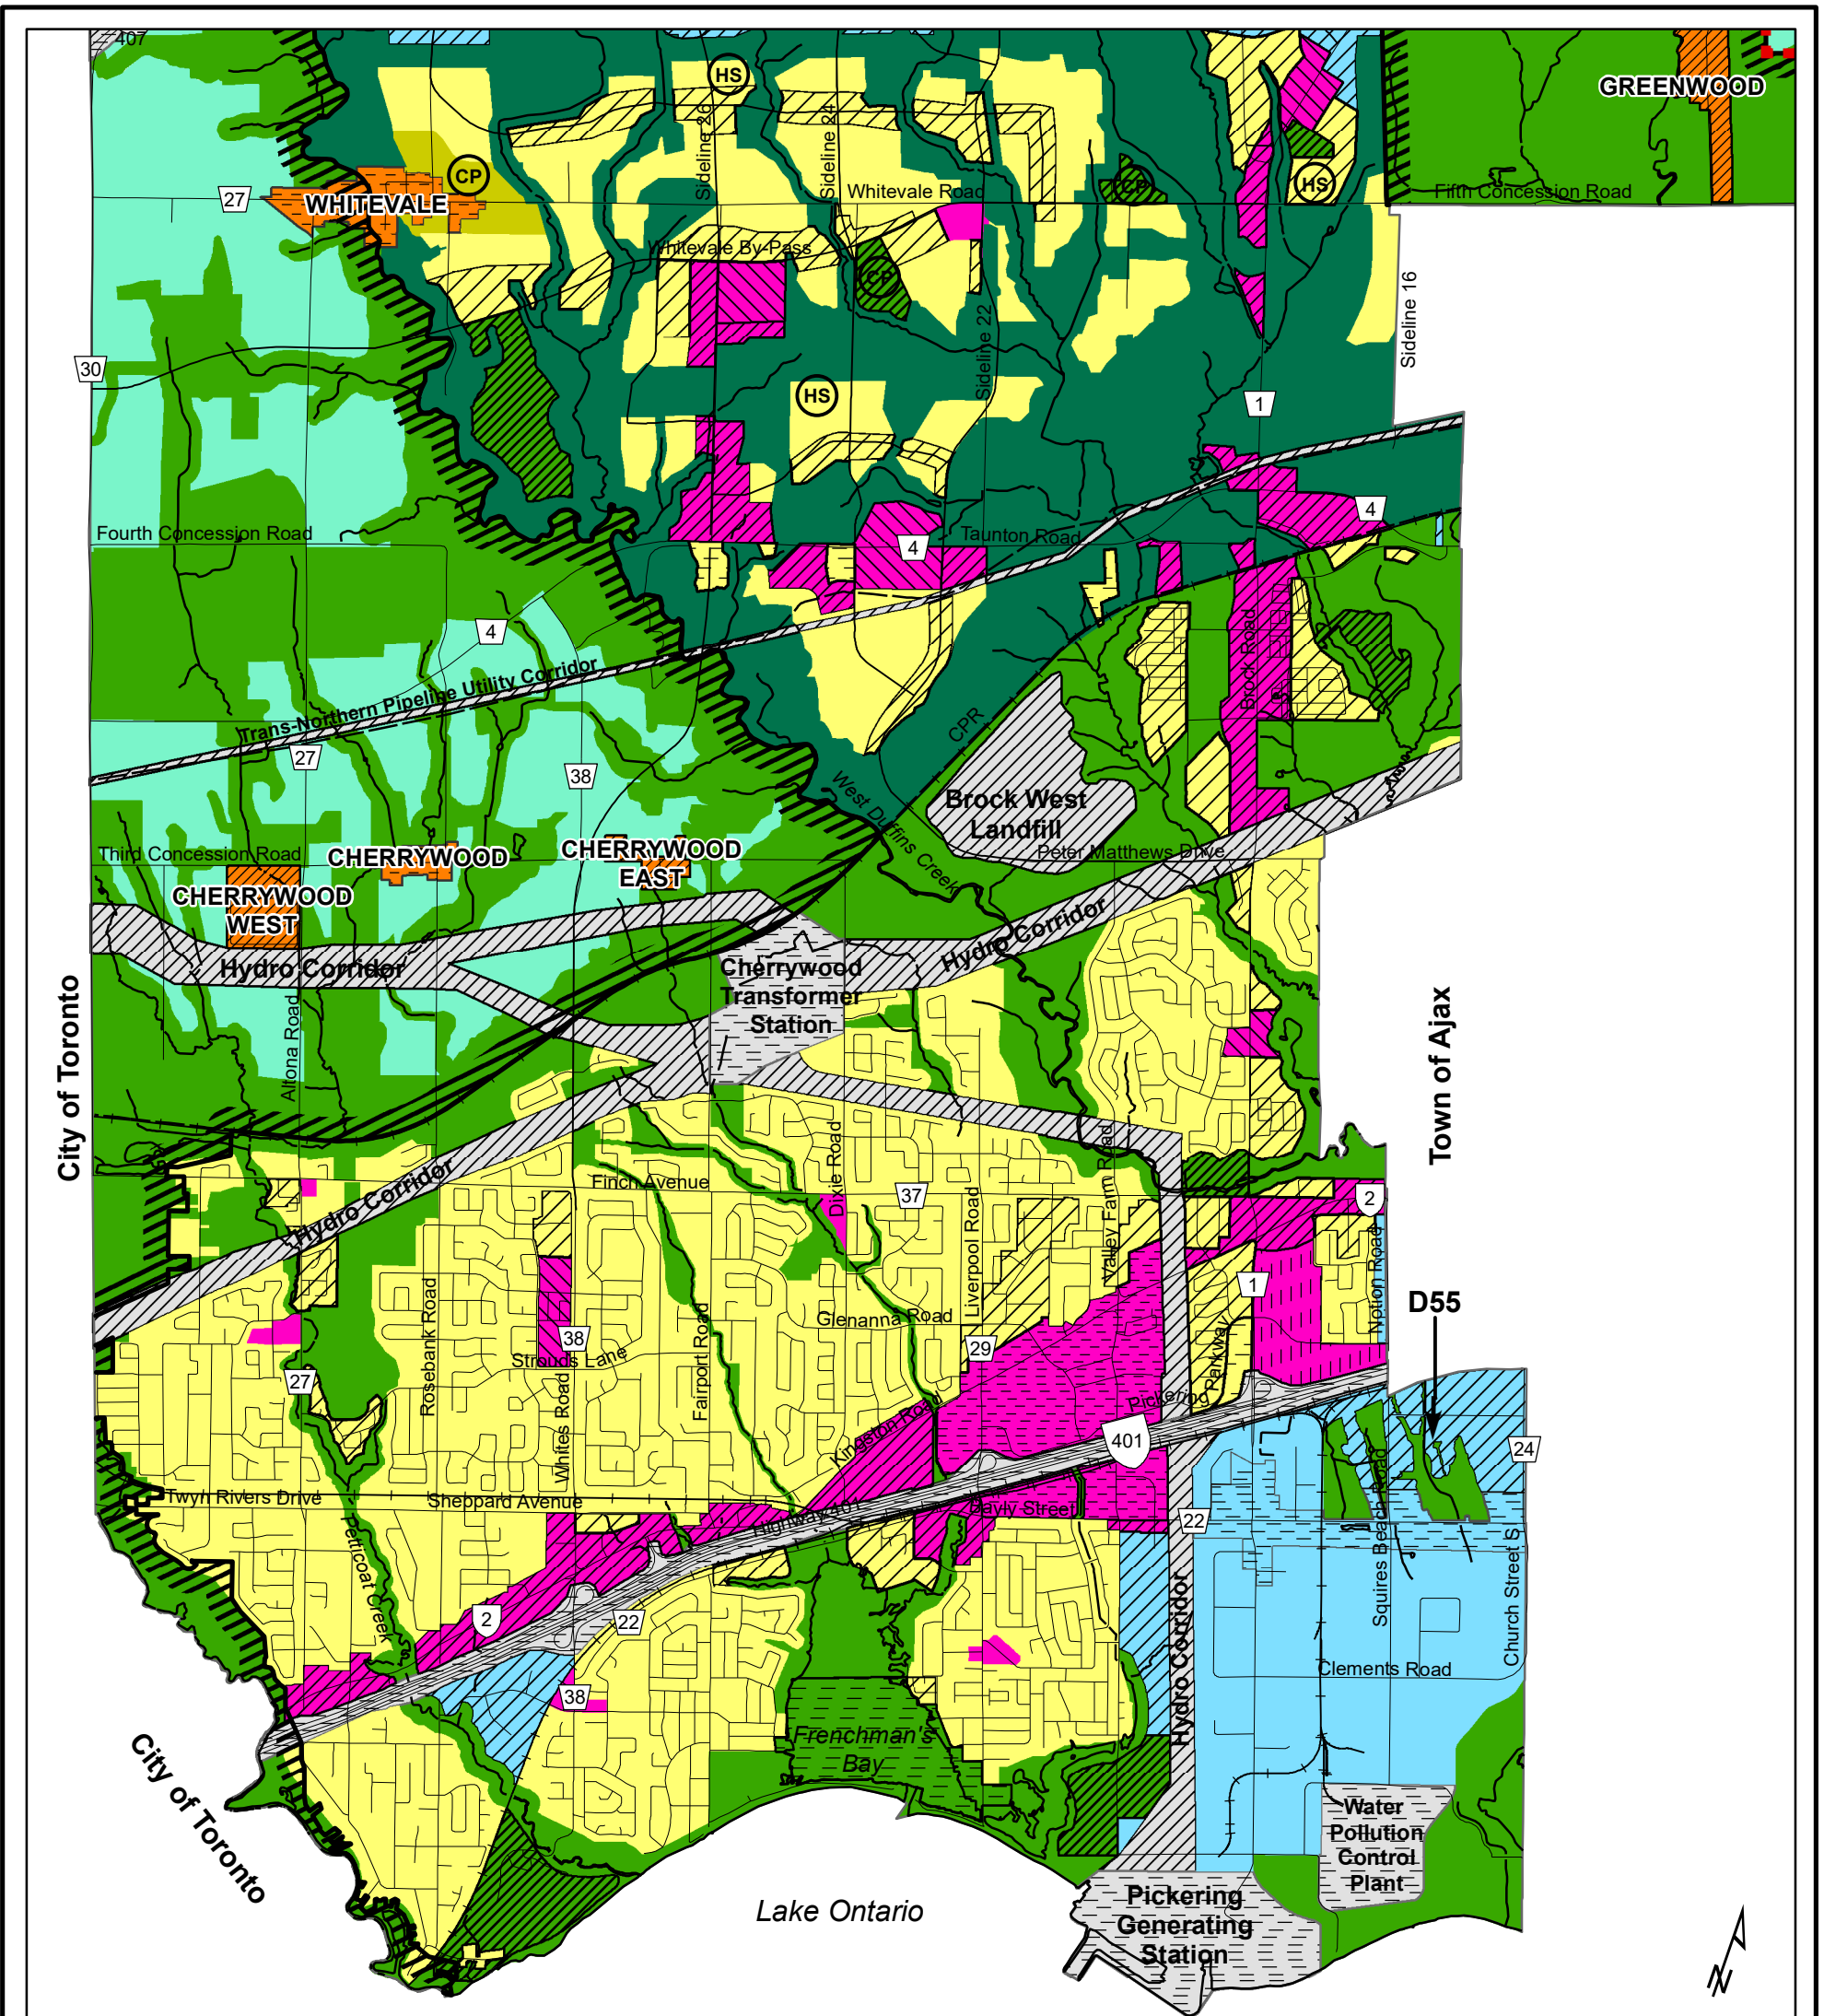 407
HS
GREENWOOD
Sideline 26
Sideline 24
CP
CP
HS
27
WHITEVALE
Whitevale Road
Fifth Concession Road
Whitevale By-Pass
CP
Sideline 22
Sideline 16
30
HS
1
4
Fourth Concession Road
4
Taunton Road
4
Brock Road
Trans-Northern Pipeline Utility Corridor
27
38
CPR
West Duffins Creek
Brock West
Landfill
Third Concession Road
CHERRYWOOD
CHERRYWOOD
EAST
Peter Matthews Drive
CHERRYWOOD
WEST
Hydro Corridor
Hydro Corridor
Cherrywood
Transformer
Station
City of Toronto
Altona Road
Town of Ajax
Dixie Road
Valley Farm Road
Hydro Corridor
Finch Avenue
37
Liverpool Road
2
Notion Road
1
D55
Rosebank Road
Fairport Road
Glenanna Road
38
Strouds Lane
29
27
Whites Road
Parkway
Pickering
Kingston Road
401
24
Twyn Rivers Drive
Sheppard Avenue
Highway 401
Bayly Street
22
Squires Beach Road
Church Street S
Petticoat Creek
Hydro Corridor
2
22
Clements Road
38
Frenchman's
Bay
City of Toronto
Water
Pollution
Control
Plant
Lake Ontario
Pickering
Generating
Station
N